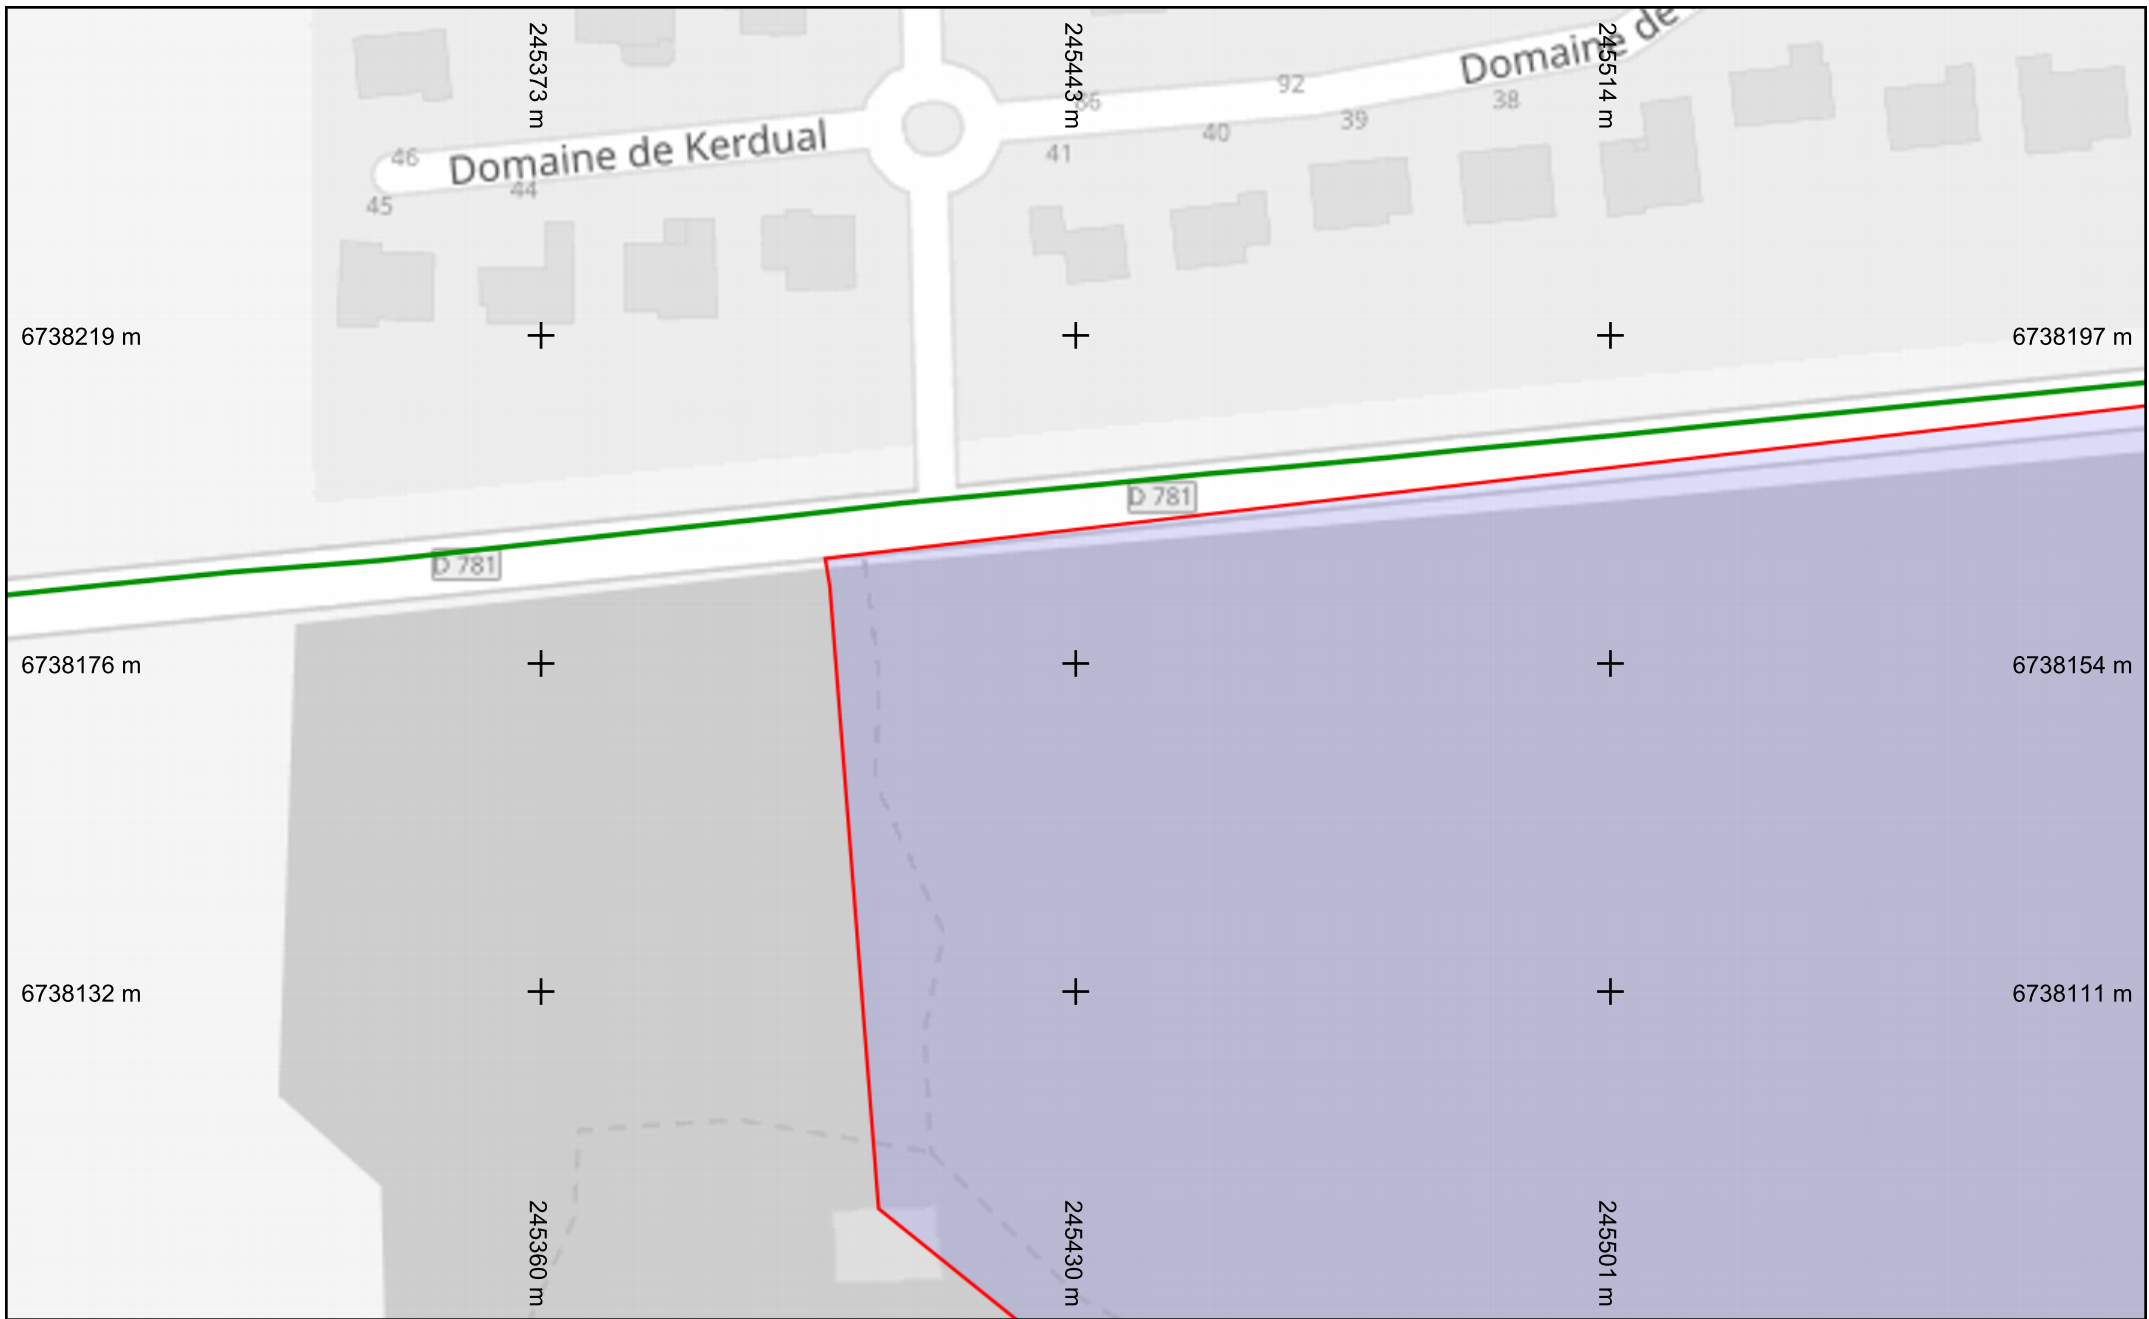 245373 m
245443 m
245514 m
Domaine de
92
86
38
39
40
41
Domaine de Kerdual
46
44
45
6738219 m
6738197 m
D 781
D 781
6738176 m
6738154 m
6738132 m
6738111 m
245360 m
245430 m
245501 m